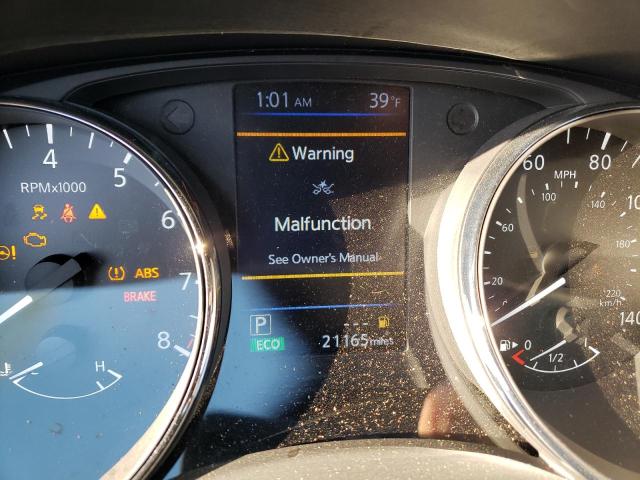 1:01 AM 39°F
Warning
Malfunction
See Owner's Manual
P --- 
ECO 21165 miles
4
5
6
7
8
RPMx1000
ABS
BRAKE
H
60
80
MPH
100
140
60
20
180
220
km/h
140
0
1/2